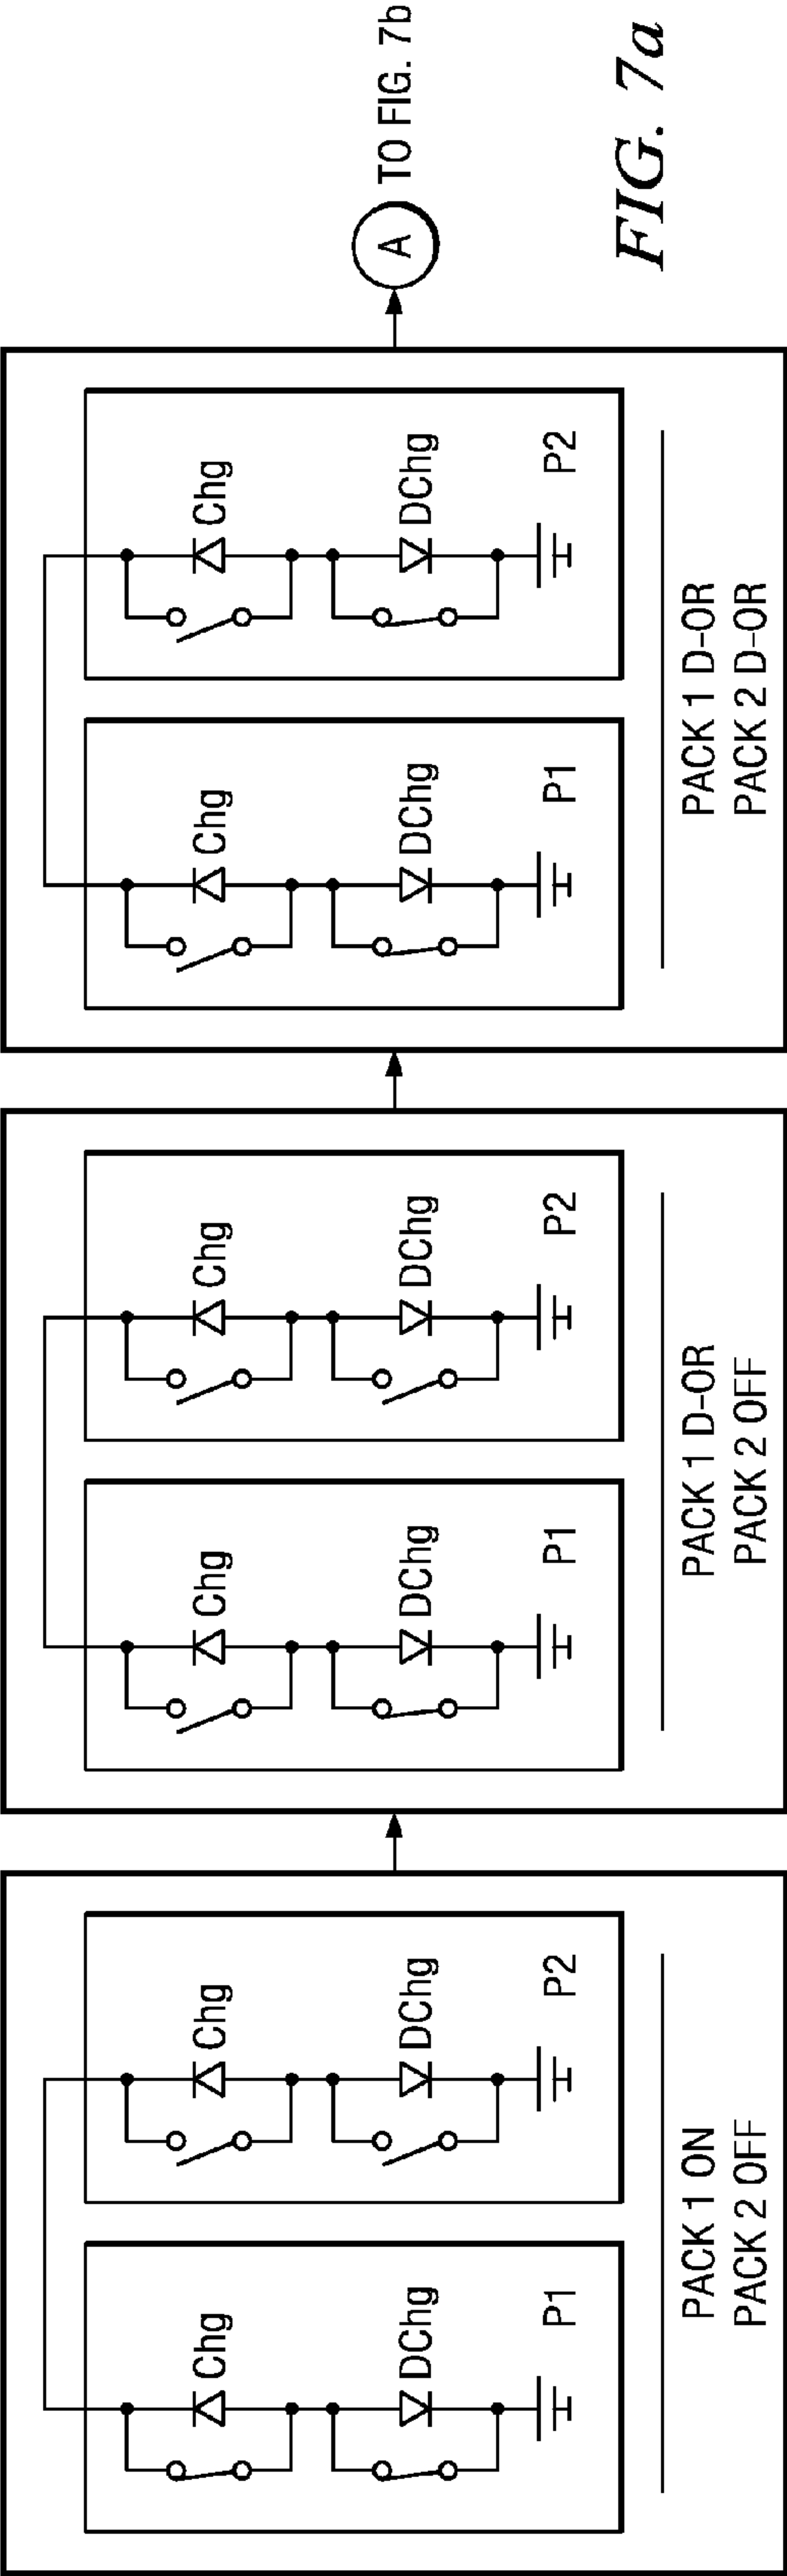 Chg
DChg
P1
Chg
DChg
P2
PACK 1 ON
PACK 2 OFF
Chg
DChg
P1
Chg
DChg
P2
PACK 1 D-OR
PACK 2 OFF
Chg
DChg
P1
Chg
DChg
P2
PACK 1 D-OR
PACK 2 D-OR
A
TO FIG. 7b
FIG. 7a